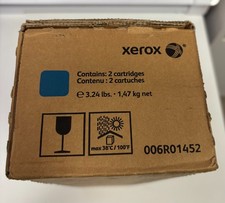 xerox
Contains: 2 cartridges
Contenu : 2 cartouches
℮ 3.24 lbs. · 1,47 kg net
max 38°C/100°F
006R01452